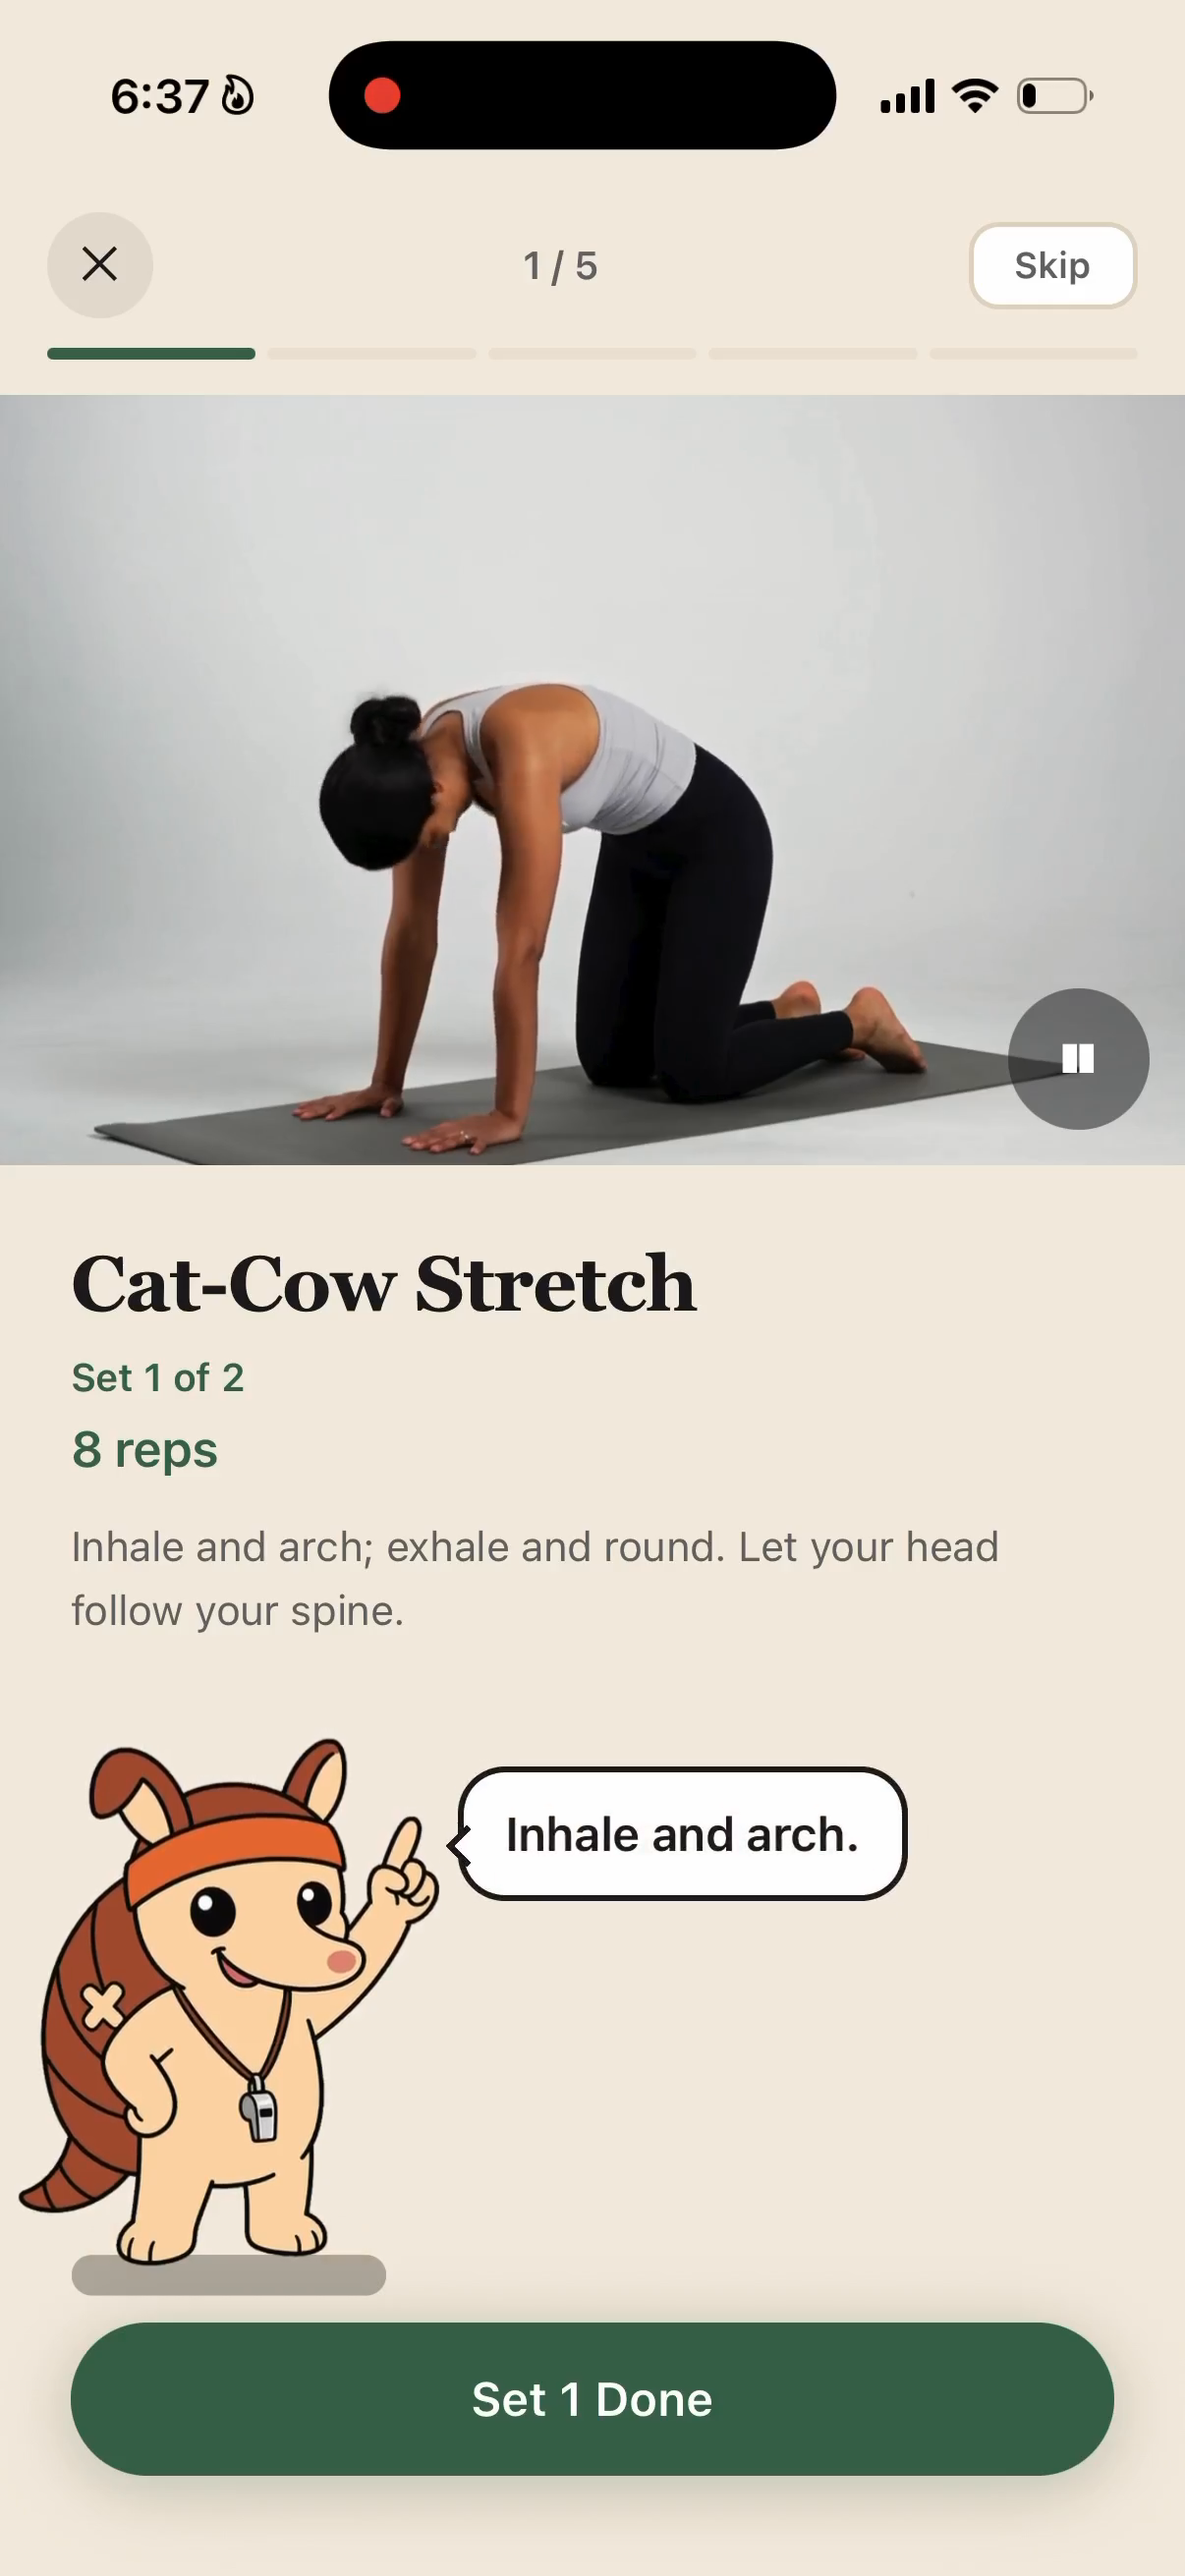 6:37
1 / 5
Skip
Cat-Cow Stretch
Set 1 of 2
8 reps
Inhale and arch; exhale and round. Let your head
follow your spine.
Inhale and arch.
Set 1 Done